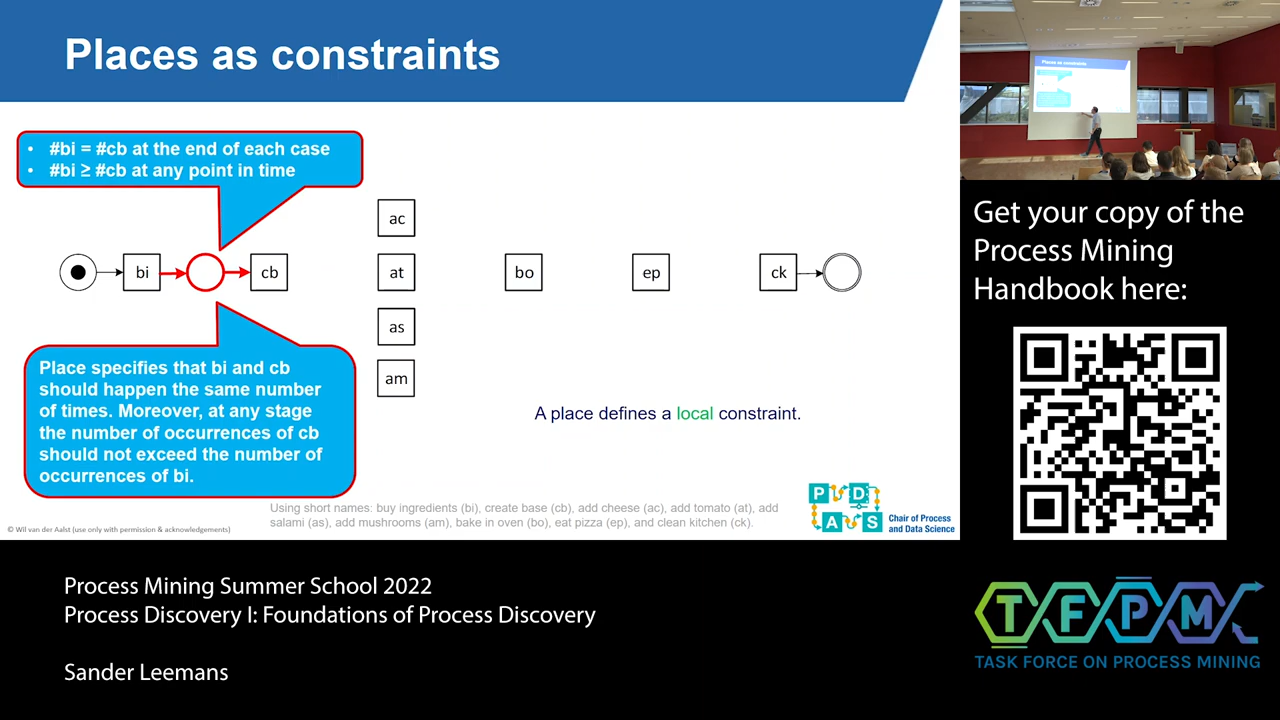 Places as constraints
• #bi = #cb at the end of each case
• #bi ≥ #cb at any point in time
ac
bi
cb
at
bo
ep
ck
as
am
Place specifies that bi and cb
should happen the same number
of times. Moreover, at any stage
the number of occurrences of cb
should not exceed the number of
occurrences of bi.
A place defines a local constraint.
Using short names: buy ingredients (bi), create base (cb), add cheese (ac), add tomato (at), add
salami (as), add mushrooms (am), bake in oven (bo), eat pizza (ep), and clean kitchen (ck).
© Wil van der Aalst (use only with permission & acknowledgements)
P D
A S
Chair of Process
and Data Science
Places as constraints
Get your copy of the
Process Mining
Handbook here:
Process Mining Summer School 2022
Process Discovery I: Foundations of Process Discovery
Sander Leemans
TFPM
TASK FORCE ON PROCESS MINING